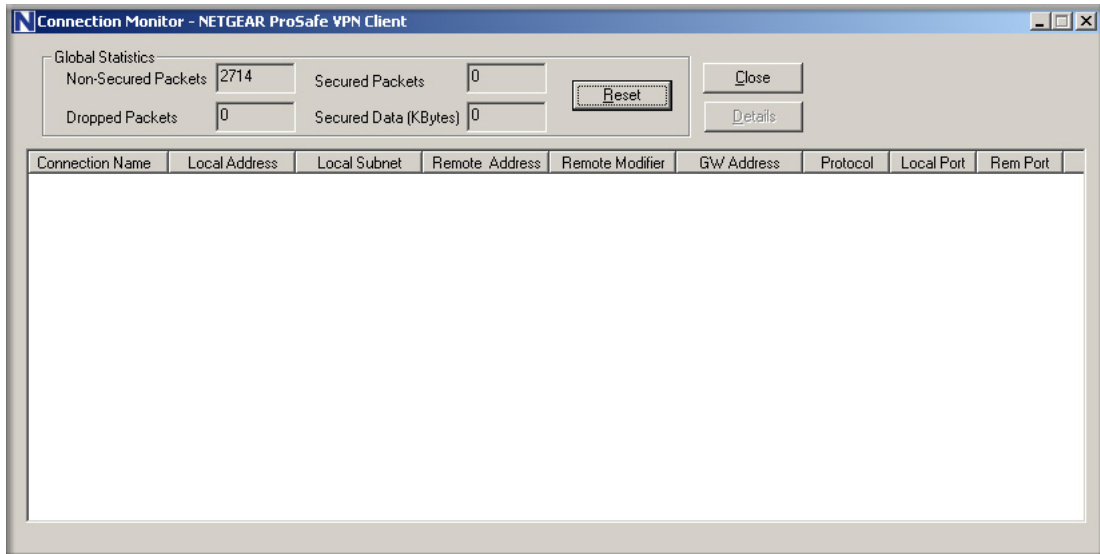 N Connection Monitor - NETGEAR ProSafe VPN Client
Global Statistics
Non-Secured Packets 2714 Secured Packets 0
Reset
Close
Dropped Packets 0 Secured Data (KBytes) 0
Details
Connection Name Local Address Local Subnet Remote Address Remote Modifier GW Address Protocol Local Port Rem Port